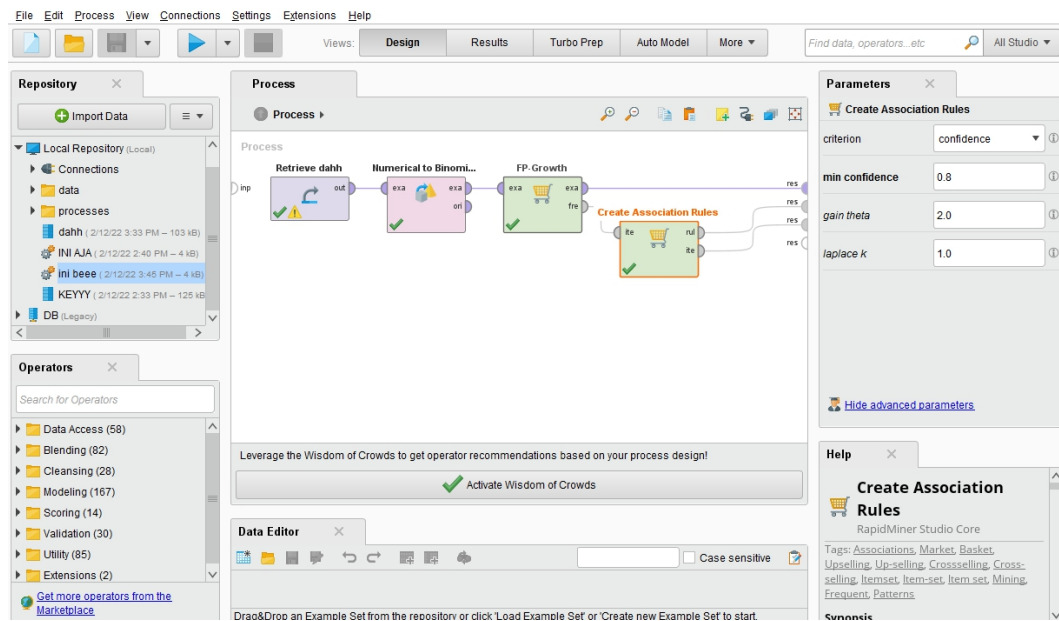 File Edit Process View Connections Settings Extensions Help
Views: Design Results Turbo Prep Auto Model More
Find data, operators...etc All Studio
Repository
Import Data
Local Repository (Local)
Connections
data
processes
dahh ( 2/12/22 3:33 PM – 103 kB)
INI AJA ( 2/12/22 2:40 PM – 4 kB)
ini beee ( 2/12/22 3:45 PM – 4 kB)
KEYYY ( 2/12/22 2:33 PM – 125 kB
DB (Legacy)
Operators
Search for Operators
Data Access (58)
Blending (82)
Cleansing (28)
Modeling (167)
Scoring (14)
Validation (30)
Utility (85)
Extensions (2)
Get more operators from the
Marketplace
Process
Process
Process
Retrieve dahh Numerical to Binomi... FP-Growth
inp out exa exa exa exa res
ori fre res
Create Association Rules
ite rul res
ite res
Leverage the Wisdom of Crowds to get operator recommendations based on your process design!
Activate Wisdom of Crowds
Data Editor
Case sensitive
Drag&Drop an Example Set from the repository or click 'Load Example Set' or 'Create new Example Set' to start.
Parameters
Create Association Rules
criterion confidence
min confidence 0.8
gain theta 2.0
laplace k 1.0
Hide advanced parameters
Help
Create Association
Rules
RapidMiner Studio Core
Tags: Associations, Market, Basket,
Upselling, Up-selling, Crossselling, Cross-
selling, Itemset, Item-set, Item set, Mining,
Frequent, Patterns
Synopsis